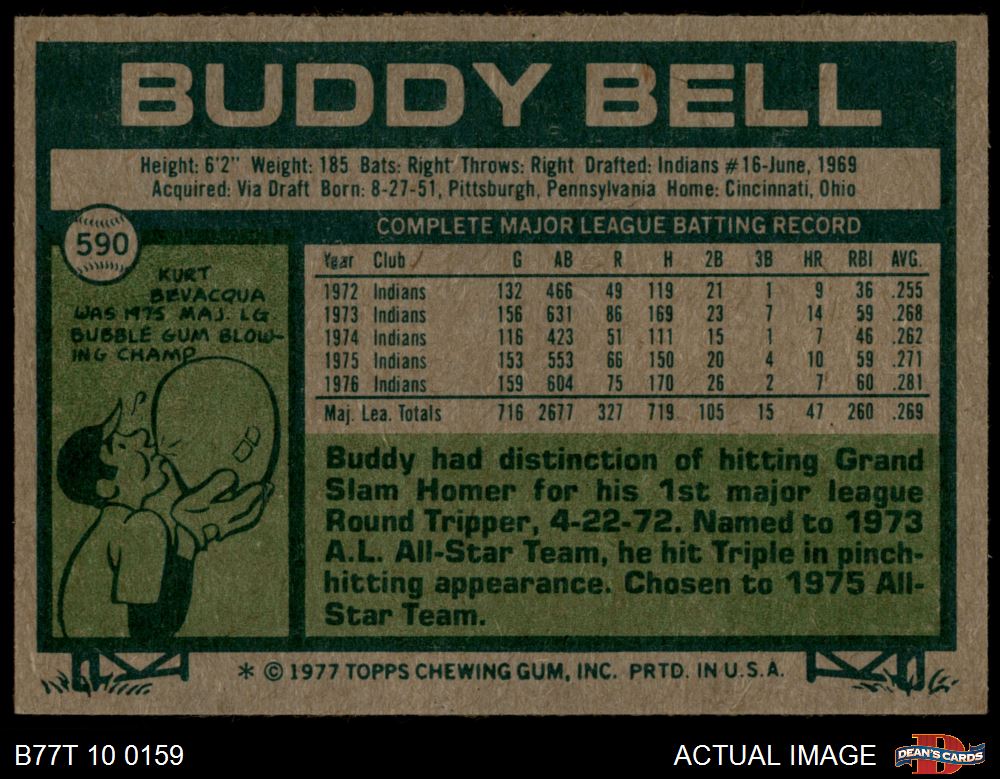 BUDDY BELL
Height: 6'2" Weight: 185 Bats: Right Throws: Right Drafted: Indians #16-June, 1969
Acquired: Via Draft Born: 8-27-51, Pittsburgh, Pennsylvania Home: Cincinnati, Ohio
590
KURT
BEVACQUA
WAS 1975 MAJ. LG
BUBBLE GUM BLOW-
ING CHAMP
COMPLETE MAJOR LEAGUE BATTING RECORD
Year Club G AB R H 2B 3B HR RBI AVG.
1972 Indians 132 466 49 119 21 1 9 36 .255
1973 Indians 156 631 86 169 23 7 14 59 .268
1974 Indians 116 423 51 111 15 1 7 46 .262
1975 Indians 153 553 66 150 20 4 10 59 .271
1976 Indians 159 604 75 170 26 2 7 60 .281
Maj. Lea. Totals 716 2677 327 719 105 15 47 260 .269
Buddy had distinction of hitting Grand
Slam Homer for his 1st major league
Round Tripper, 4-22-72. Named to 1973
A.L. All-Star Team, he hit Triple in pinch-
hitting appearance. Chosen to 1975 All-
Star Team.
* © 1977 TOPPS CHEWING GUM, INC. PRTD. IN U.S.A.
B77T 10 0159
ACTUAL IMAGE
D
DEAN'S CARDS